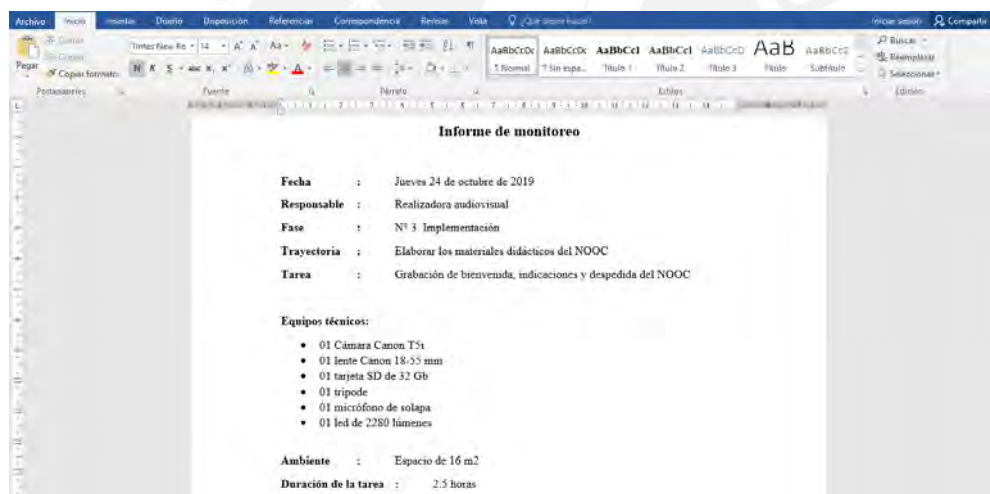 Archivo Inicio Insertar Diseño Disposición Referencias Correspondencia Revisar Vista Iniciar sesión Compartir
Pegar Copiar formato
Buscar
Reemplazar
Seleccionar
AaBbCcDc AaBbCcDc AaBbCcI AaBbCcI AaBbCcD AaB AaBbCcD
1 Normal Título 1 Título 2 Título 3 Título Subtítulo
Portapapeles Fuente Párrafo Estilos Edición
Informe de monitoreo
Fecha : Jueves 24 de octubre de 2019
Responsable : Realizadora audiovisual
Fase : Nº 3 Implementación
Trayectoria : Elaborar los materiales didácticos del NOOC
Tarea : Grabación de bienvenida, indicaciones y despedida del NOOC
Equipos técnicos:
• 01 Cámara Canon T5i
• 01 lente Canon 18-55 mm
• 01 tarjeta SD de 32 Gb
• 01 trípode
• 01 micrófono de solapa
• 01 led de 2280 lúmenes
Ambiente : Espacio de 16 m2
Duración de la tarea : 2.5 horas